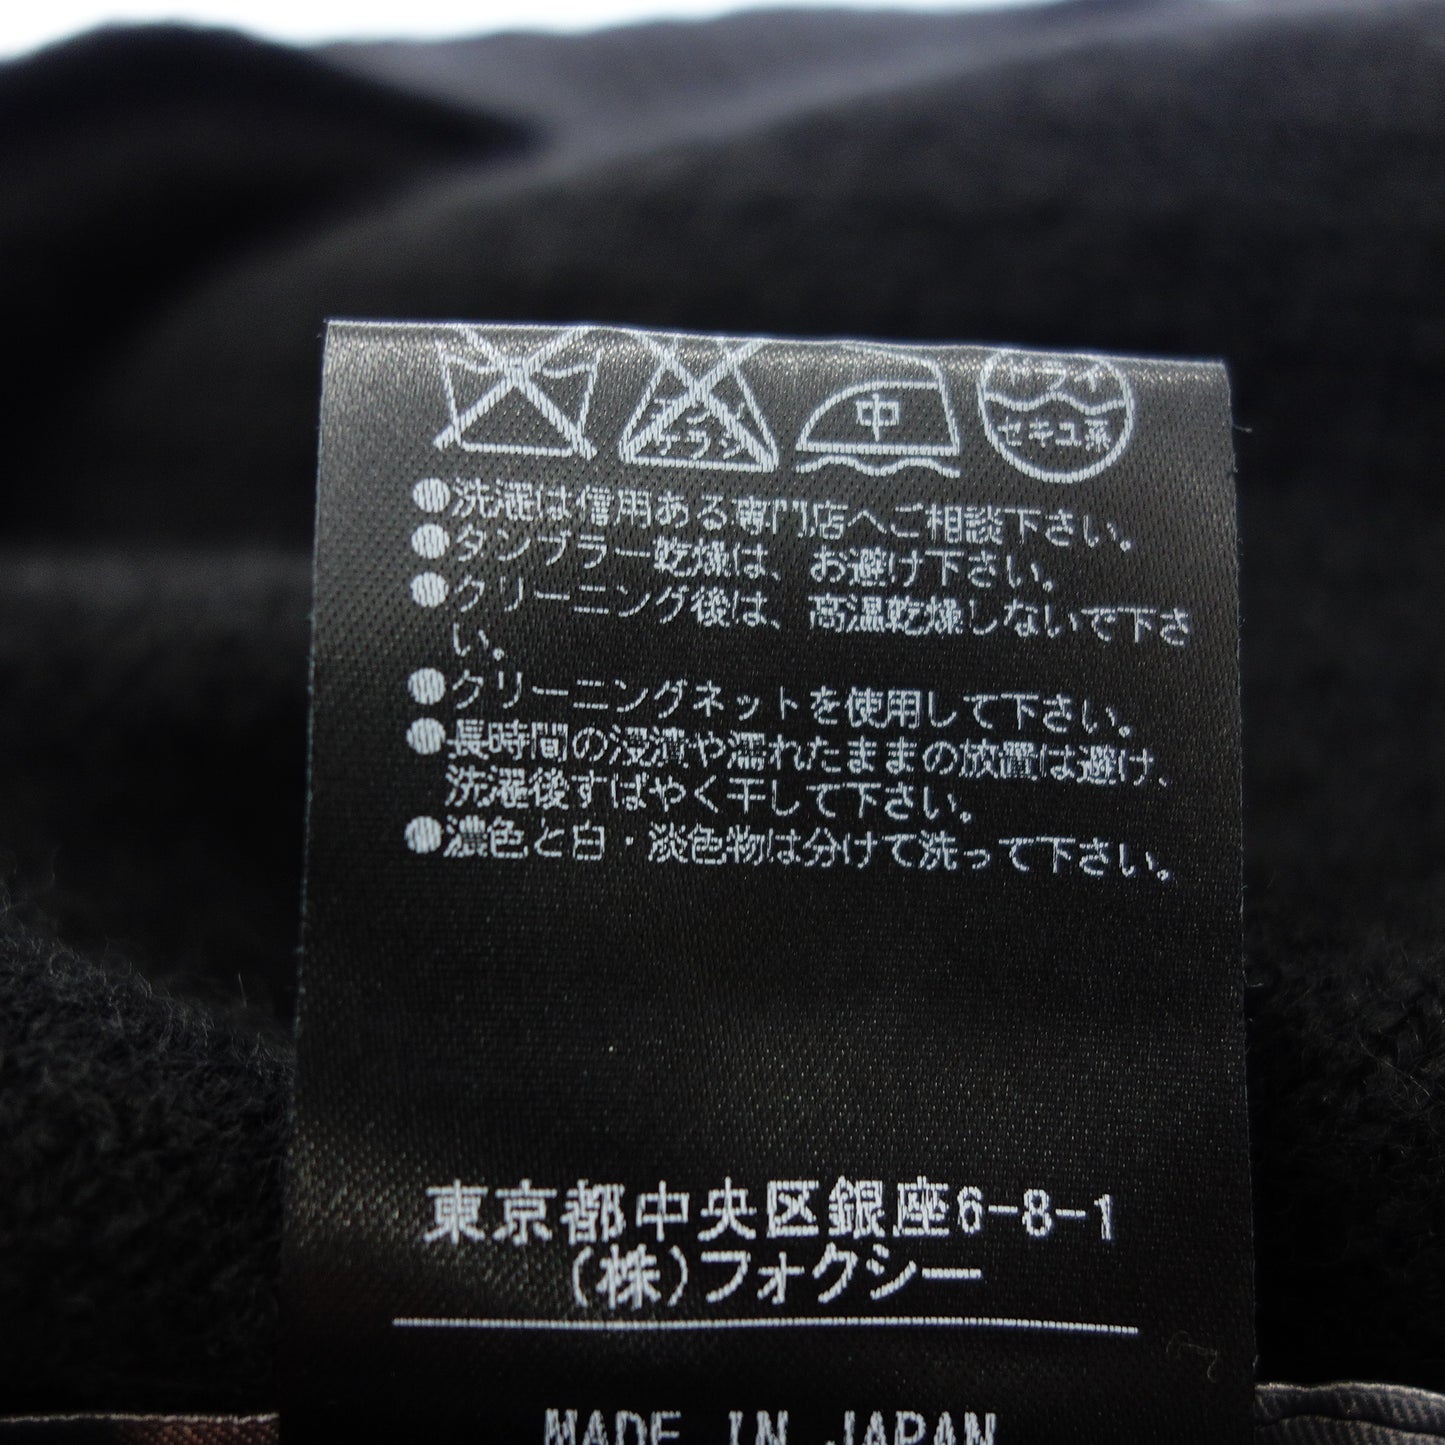 エンソ
サラシ
中
ドライ
セキユ系
●洗濯は信用ある専門店へご相談下さい。
●タンブラー乾燥は、お避け下さい。
●クリーニング後は、高温乾燥しないで下さ
い。
●クリーニングネットを使用して下さい。
●長時間の浸漬や濡れたままの放置は避け、
洗濯後すばやく干して下さい。
●濃色と白・淡色物は分けて洗って下さい。
東京都中央区銀座6-8-1
(株)フォクシー
MADE IN JAPAN